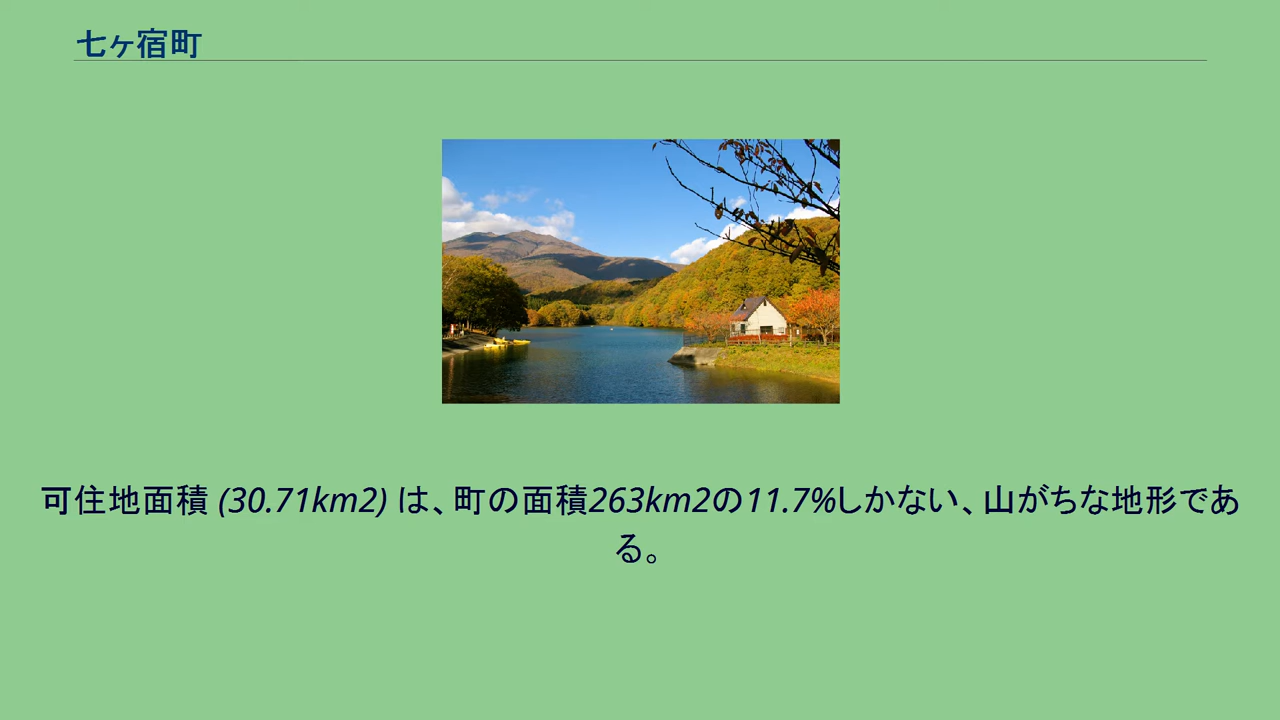 七ヶ宿町
可住地面積 (30.71km2) は、町の面積263km2の11.7%しかない、山がちな地形であ
る。